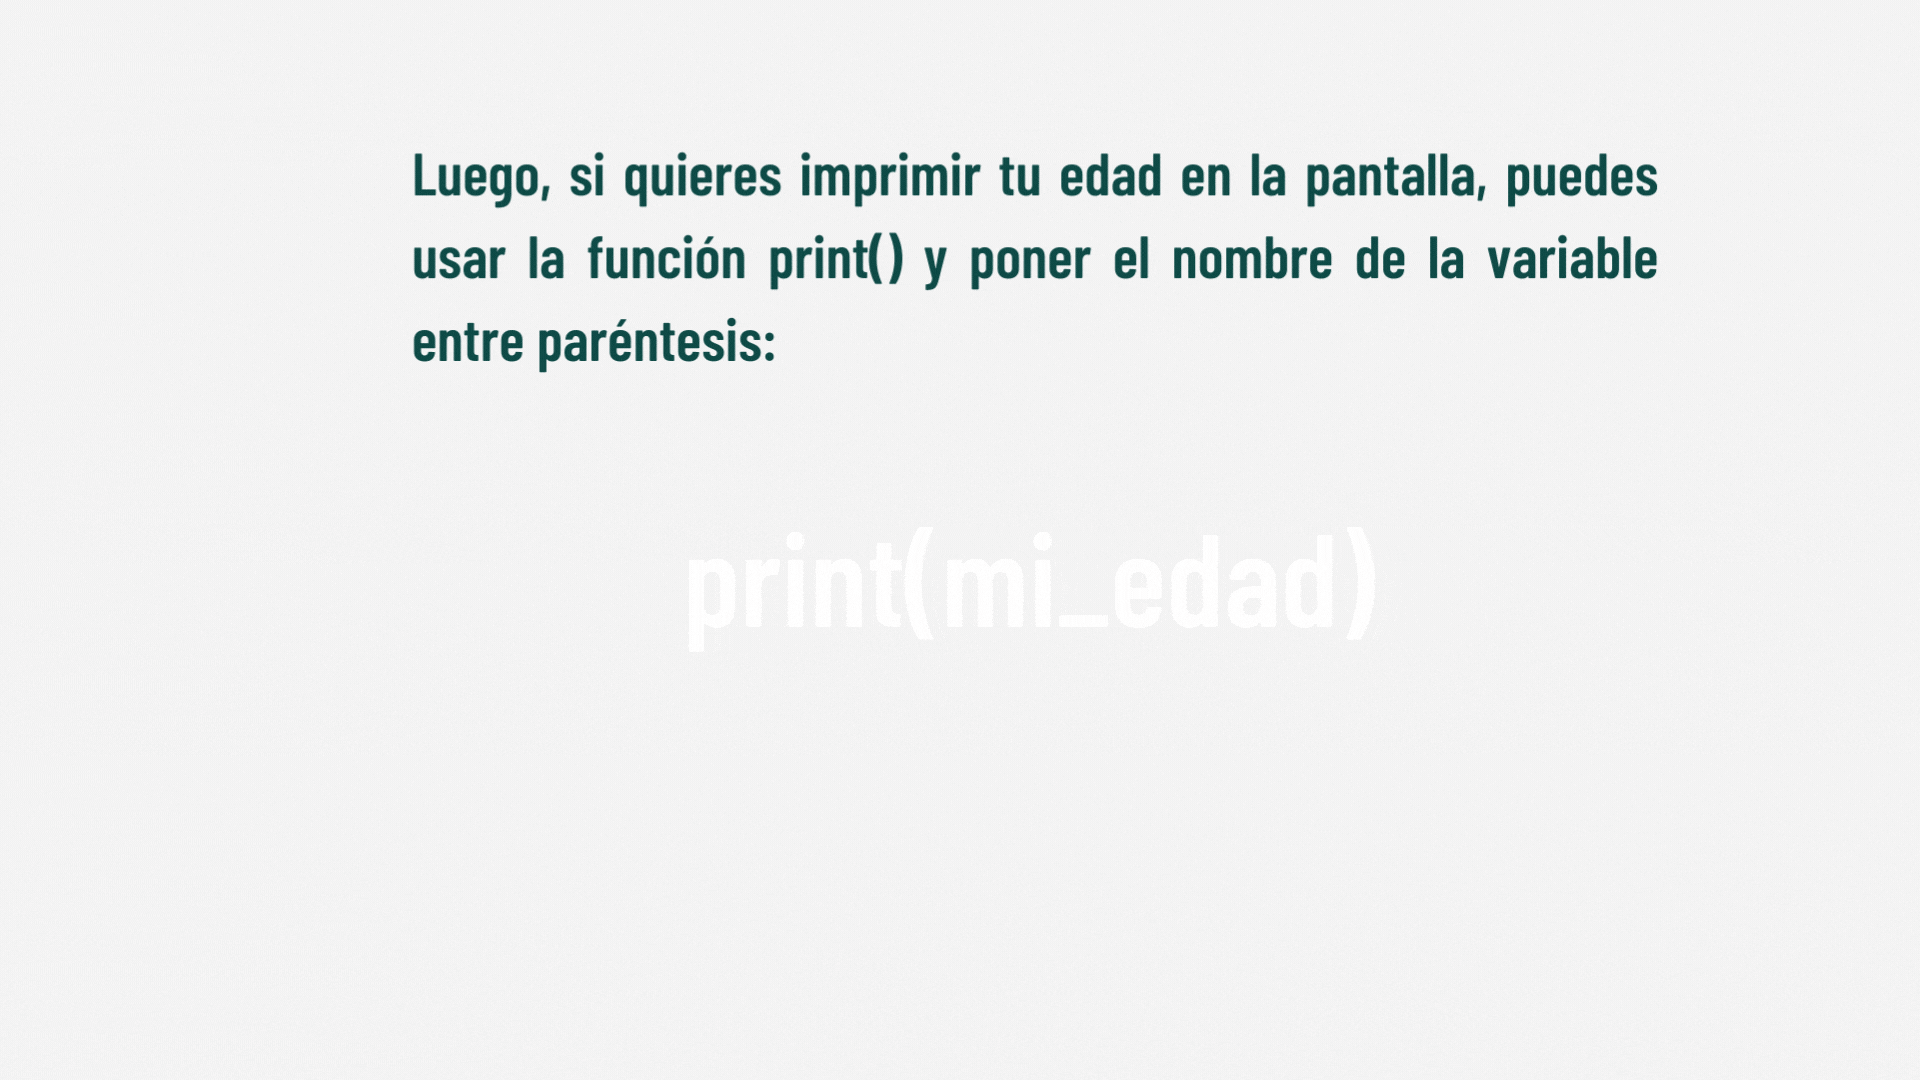 Luego, si quieres imprimir tu edad en la pantalla, puedes
usar la función print() y poner el nombre de la variable
entre paréntesis:
print(mi_edad)